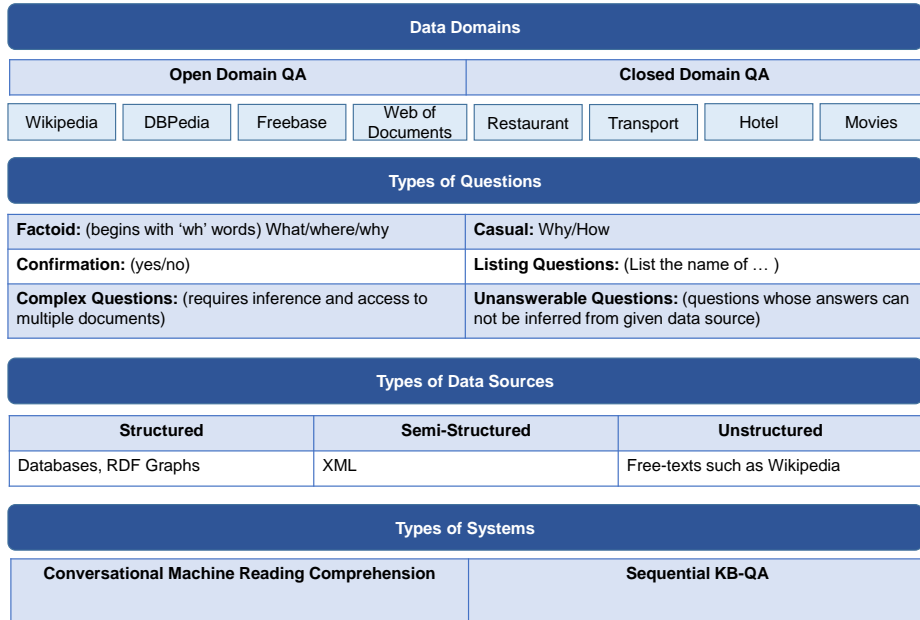 Data Domains
Open Domain QA
Closed Domain QA
Wikipedia
DBPedia
Freebase
Web of
Documents
Restaurant
Transport
Hotel
Movies
Types of Questions
Factoid: (begins with ‘wh’ words) What/where/why
Casual: Why/How
Confirmation: (yes/no)
Listing Questions: (List the name of … )
Complex Questions: (requires inference and access to
multiple documents)
Unanswerable Questions: (questions whose answers can
not be inferred from given data source)
Types of Data Sources
Structured
Semi-Structured
Unstructured
Databases, RDF Graphs
XML
Free-texts such as Wikipedia
Types of Systems
Conversational Machine Reading Comprehension
Sequential KB-QA